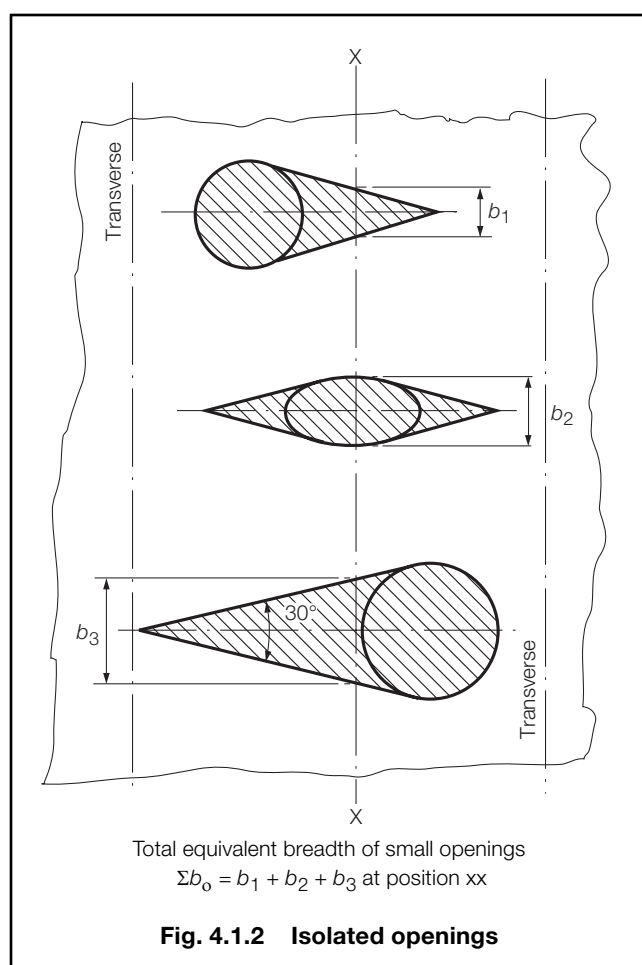 X
Transverse
b1
b2
30°
b3
Transverse
X
Total equivalent breadth of small openings
Σbo = b1 + b2 + b3 at position xx
Fig. 4.1.2 Isolated openings